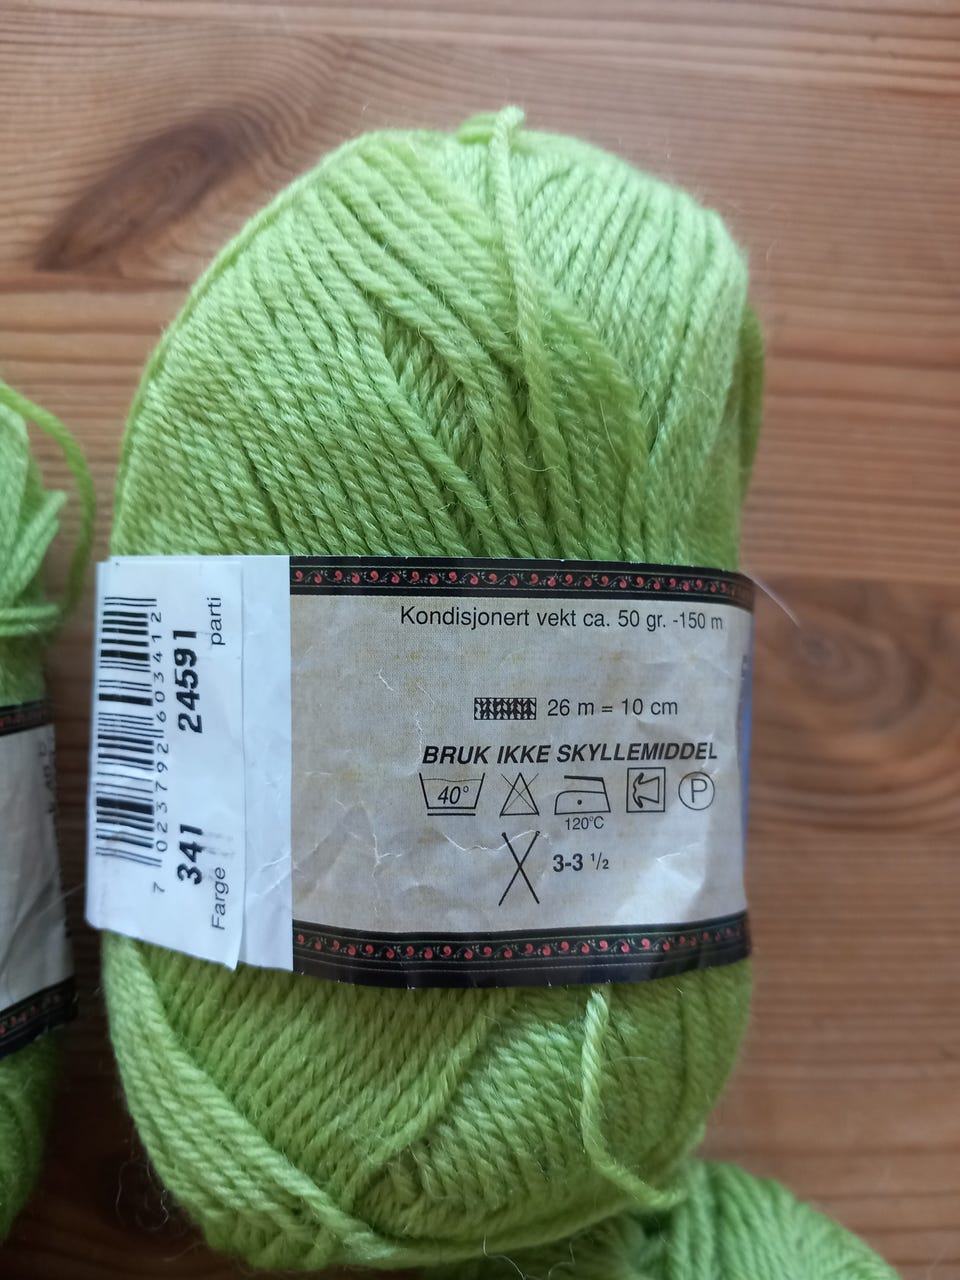 Kondisjonert vekt ca. 50 gr. -150 m
26 m = 10 cm
BRUK IKKE SKYLLEMIDDEL
40°
120°C
P
3-3 1/2
7 023792 603412
341 24591
Farge parti